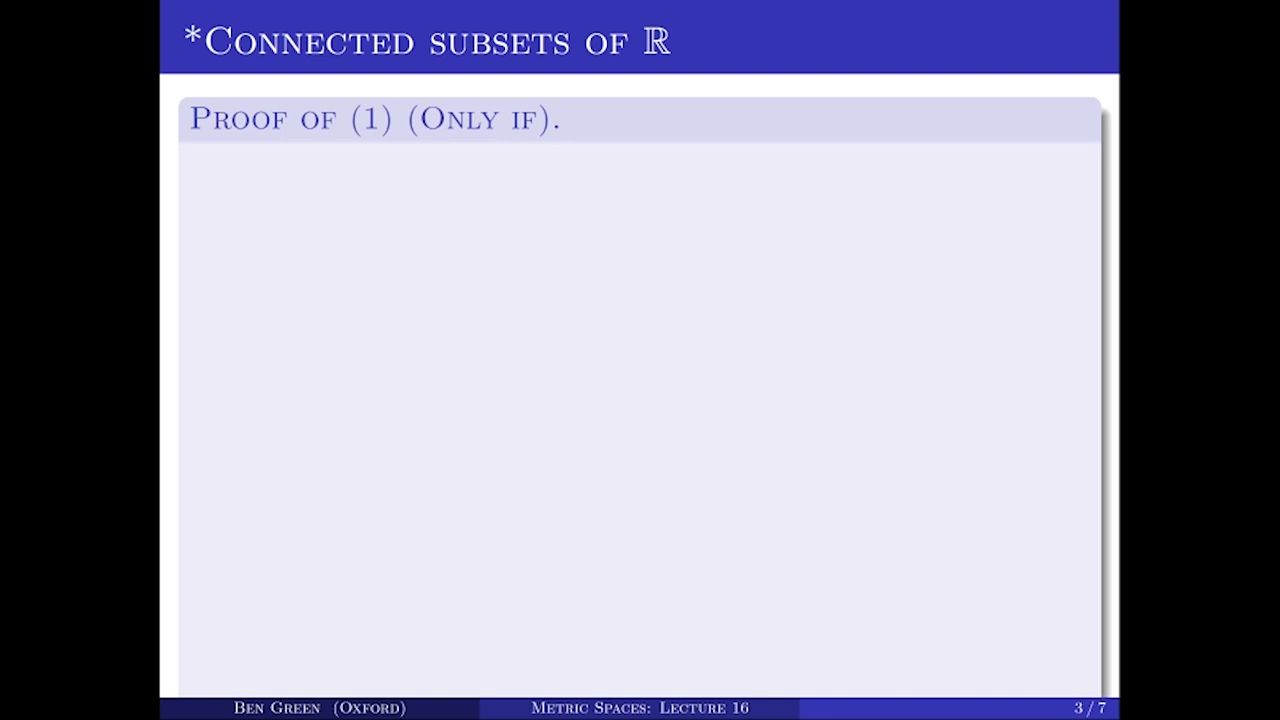 *Connected subsets of ℝ
Proof of (1) (Only if).
Ben Green (Oxford) Metric Spaces: Lecture 16 3 / 7